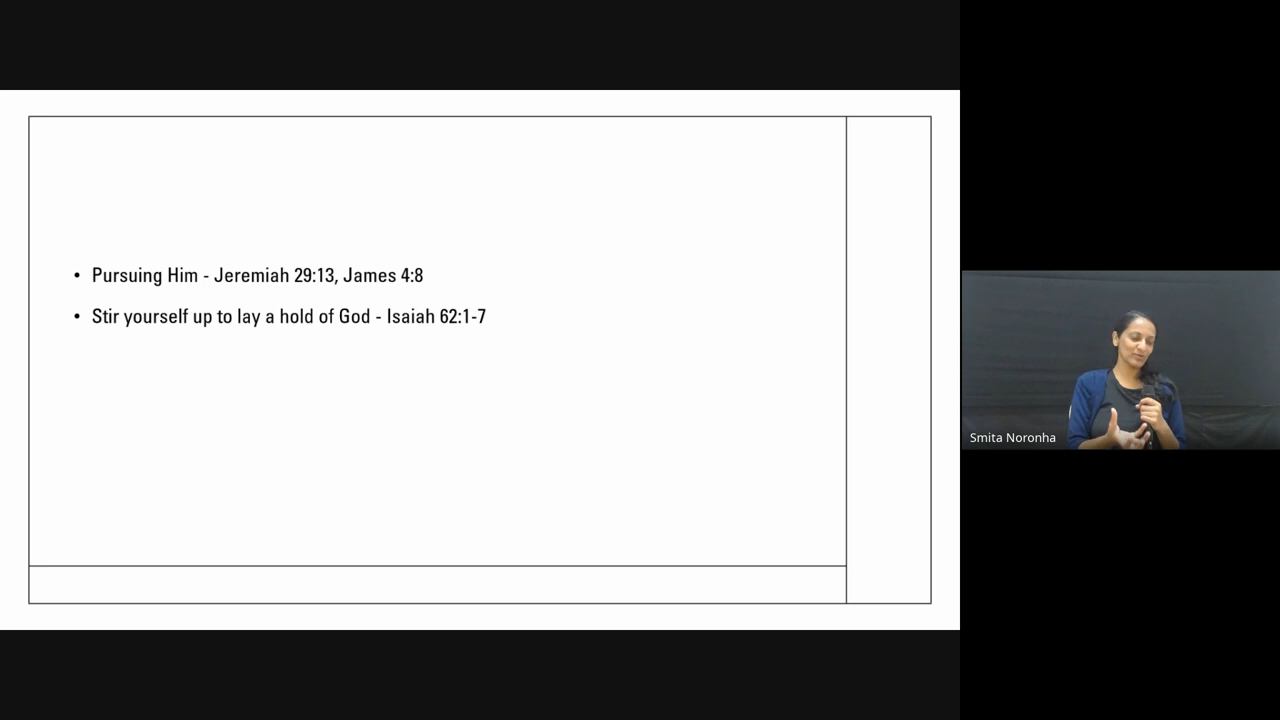 • Pursuing Him - Jeremiah 29:13, James 4:8
• Stir yourself up to lay a hold of God - Isaiah 62:1-7
Smita Noronha